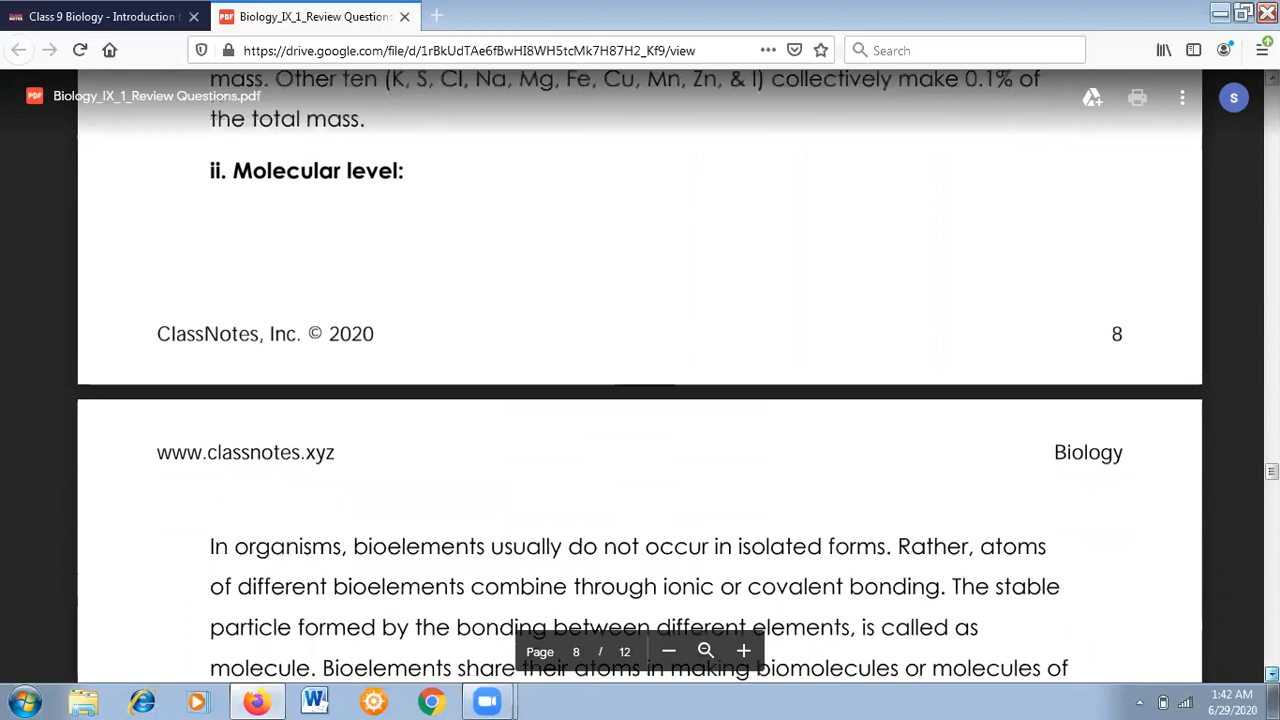 Class 9 Biology - Introduction t
Biology_IX_1_Review Questions.
https://drive.google.com/file/d/1rBkUdTAe6fBwHI8WH5tcMk7H87H2_Kf9/view
Search
mass. Other ten (K, S, Cl, Na, Mg, Fe, Cu, Mn, Zn, & I) collectively make 0.1% of
Biology_IX_1_Review Questions.pdf
S
the total mass.
ii. Molecular level:
ClassNotes, Inc. © 2020 8
www.classnotes.xyz Biology
In organisms, bioelements usually do not occur in isolated forms. Rather, atoms
of different bioelements combine through ionic or covalent bonding. The stable
particle formed by the bonding between different elements, is called as
Page 8 / 12
molecule. Bioelements share their atoms in making biomolecules or molecules of
1:42 AM
6/29/2020